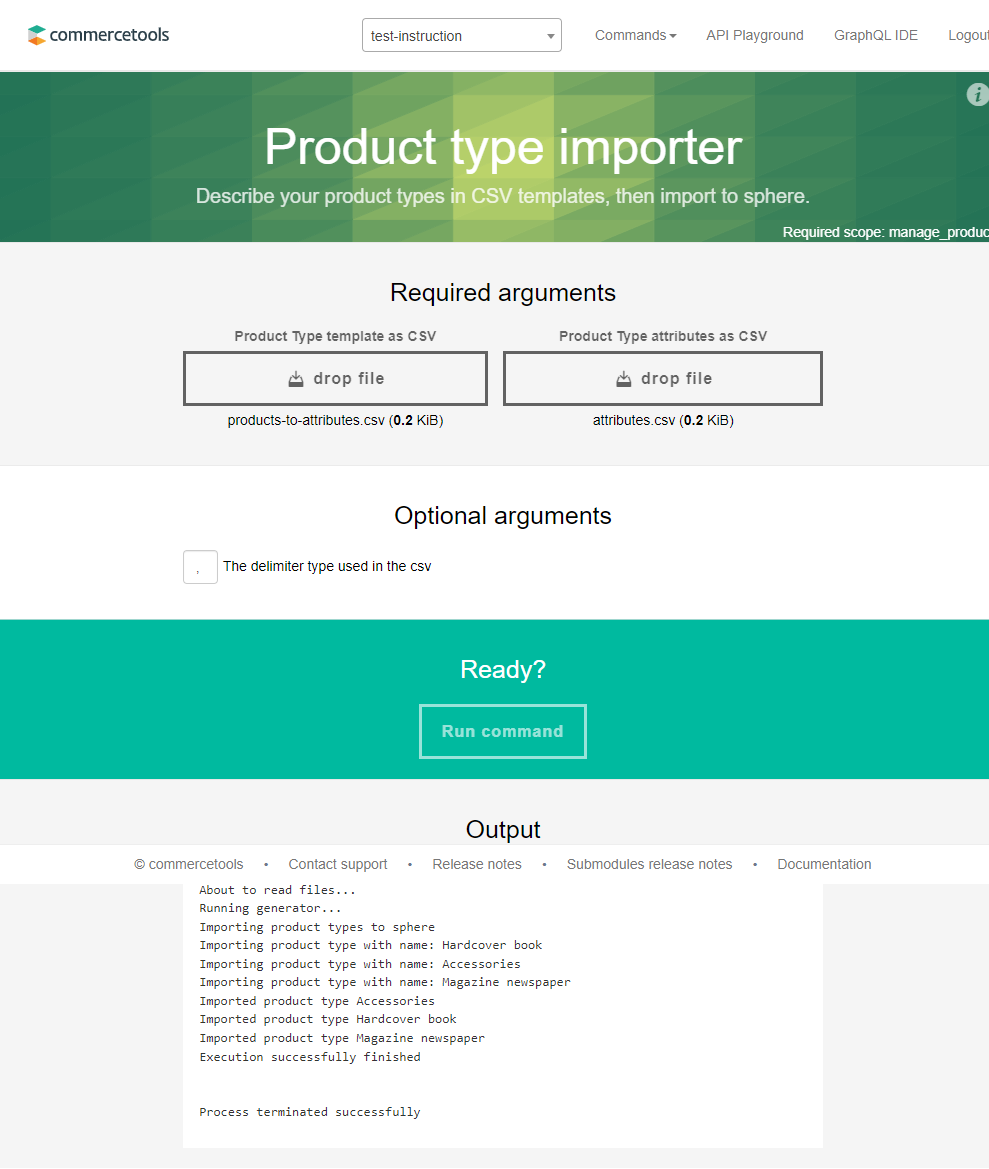 commercetools
test-instruction
Commands
API Playground
GraphQL IDE
Logout
i
Product type importer
Describe your product types in CSV templates, then import to sphere.
Required scope: manage_produc
Required arguments
Product Type template as CSV
Product Type attributes as CSV
drop file
drop file
products-to-attributes.csv (0.2 KiB)
attributes.csv (0.2 KiB)
Optional arguments
, The delimiter type used in the csv
Ready?
Run command
Output
© commercetools • Contact support • Release notes • Submodules release notes • Documentation
About to read files...
Running generator...
Importing product types to sphere
Importing product type with name: Hardcover book
Importing product type with name: Accessories
Importing product type with name: Magazine newspaper
Imported product type Accessories
Imported product type Hardcover book
Imported product type Magazine newspaper
Execution successfully finished
Process terminated successfully